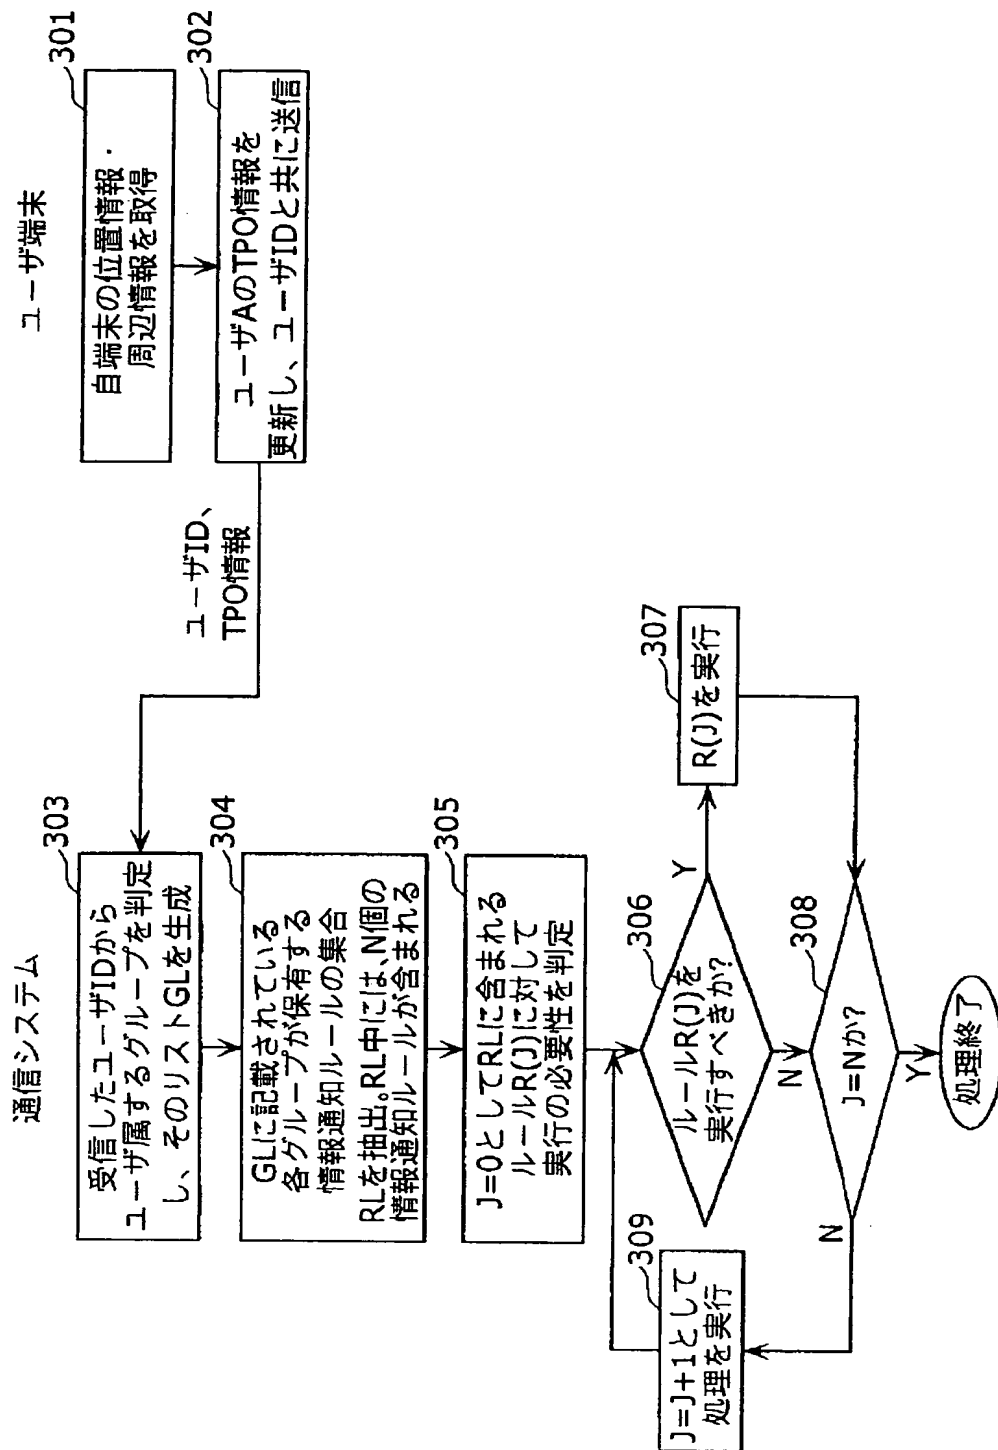 ユーザ端末
301
自端末の位置情報・
周辺情報を取得
302
ユーザAのTPO情報を
更新し、ユーザIDと共に送信
ユーザID、
TPO情報
通信システム
303
受信したユーザIDから
ユーザ属するグループを判定
し、そのリストGLを生成
304
GLに記載されている
各グループが保有する
情報通知ルールの集合
RLを抽出。RL中には、N個の
情報通知ルールが含まれる
305
J=0としてRLに含まれる
ルールR(J)に対して
実行の必要性を判定
306
ルールR(J)を
実行すべきか?
Y
N
307
R(J)を実行
308
J=Nか?
N
Y
309
J=J+1として
処理を実行
処理終了